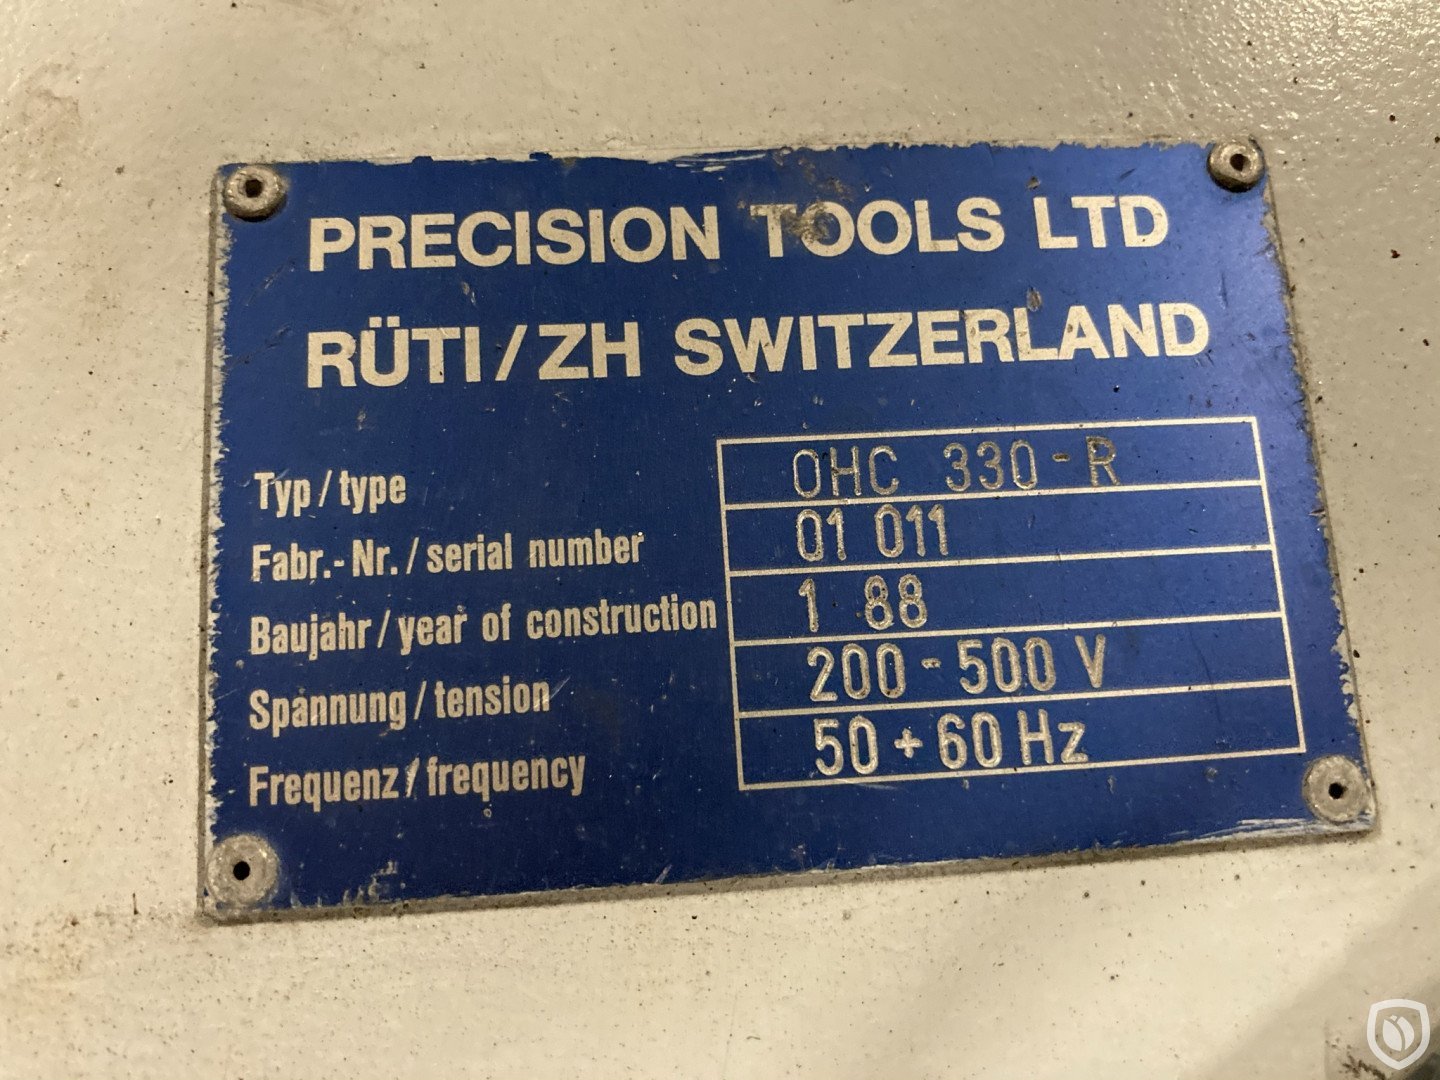 PRECISION TOOLS LTD
RÜTI/ZH SWITZERLAND
Typ/type OHC 330-R
Fabr.-Nr./serial number 01 011
Baujahr/year of construction 1 88
Spannung/tension 200-500 V
Frequenz/frequency 50+60 Hz